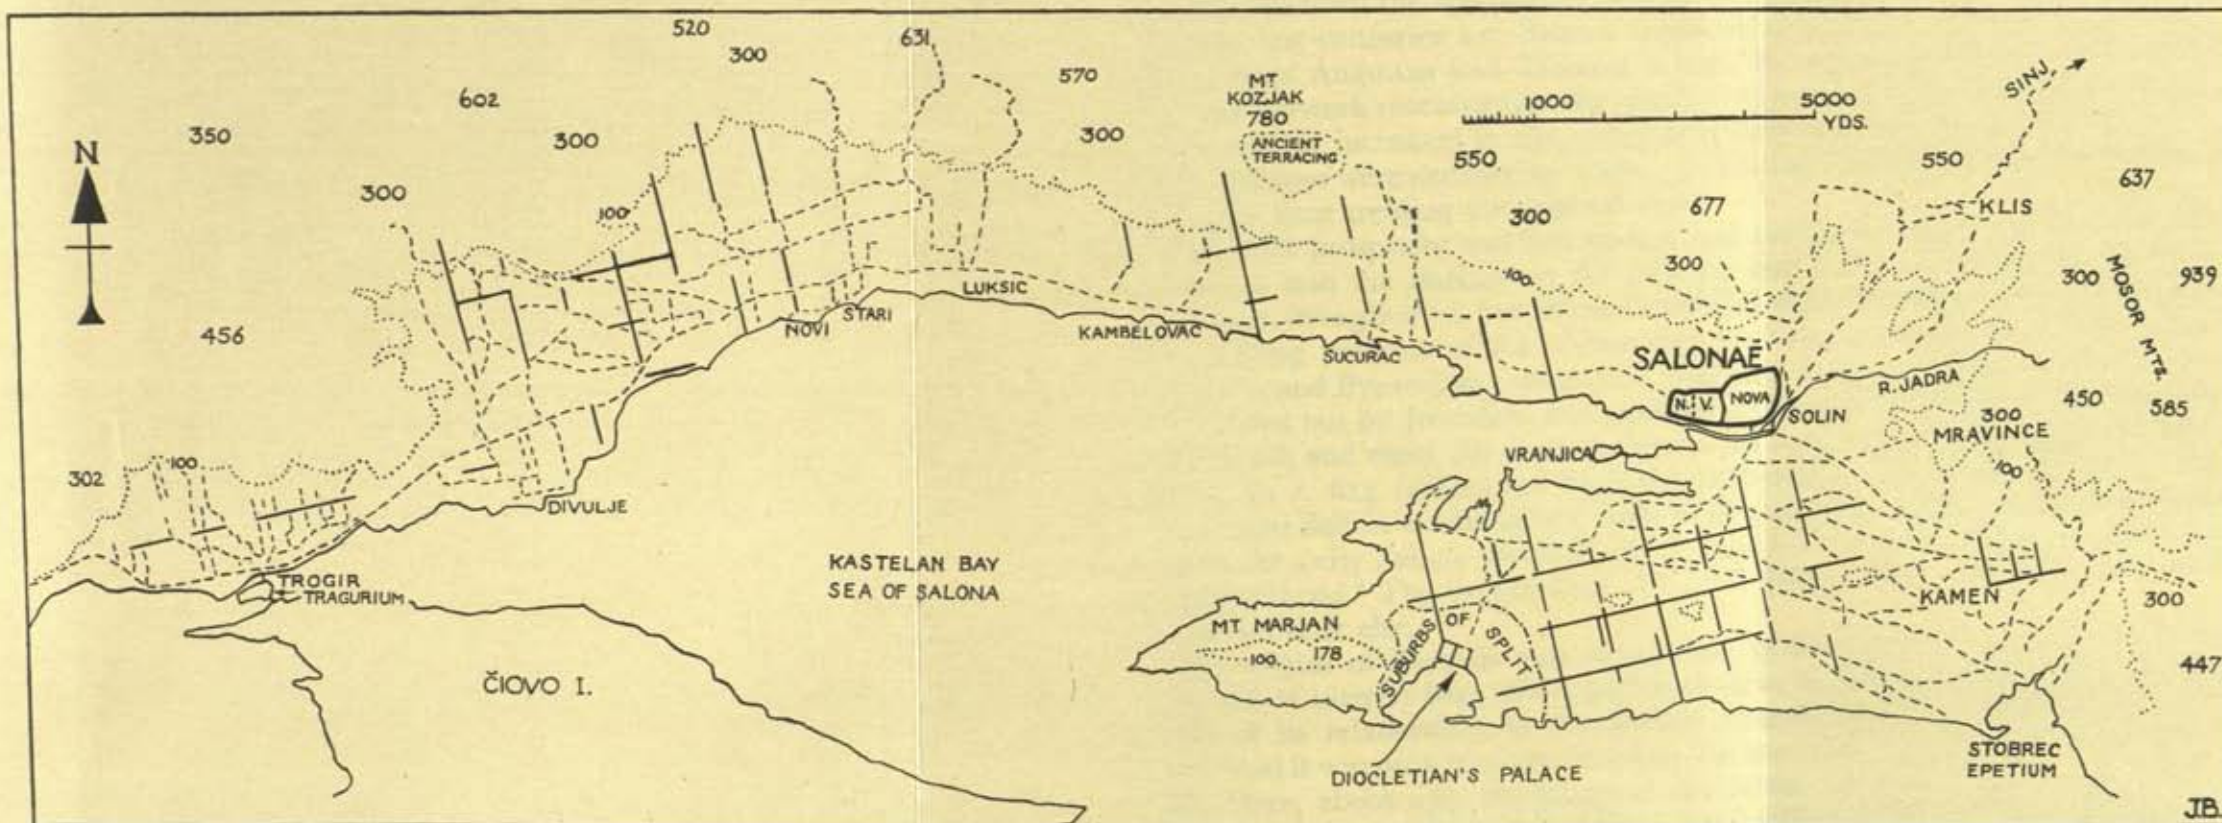 520
300
631
570
MT
KOZJAK
780
ANCIENT
TERRACING
602
350
300
300
1000
5000
YDS.
SINJ
550
550
637
N
300
100
300
677
KLIS
300
100
300
939
MOSOR MTS.
456
LUKSIC
STARI
NOVI
KAMBELOVAC
SUCURAC
SALONAE
N. V. NOVA
SOLIN
R. JADRA
450
585
300
MRAVINCE
100
302
100
VRANJICA
DIVULJE
KASTELAN BAY
SEA OF SALONA
TROGIR
TRAGURIUM
KAMEN
300
MT MARJAN
100. 178
SUBURBS OF SPLIT
447
ČIOVO I.
DIOCLETIAN'S PALACE
STOBREC
EPETIUM
J.B.